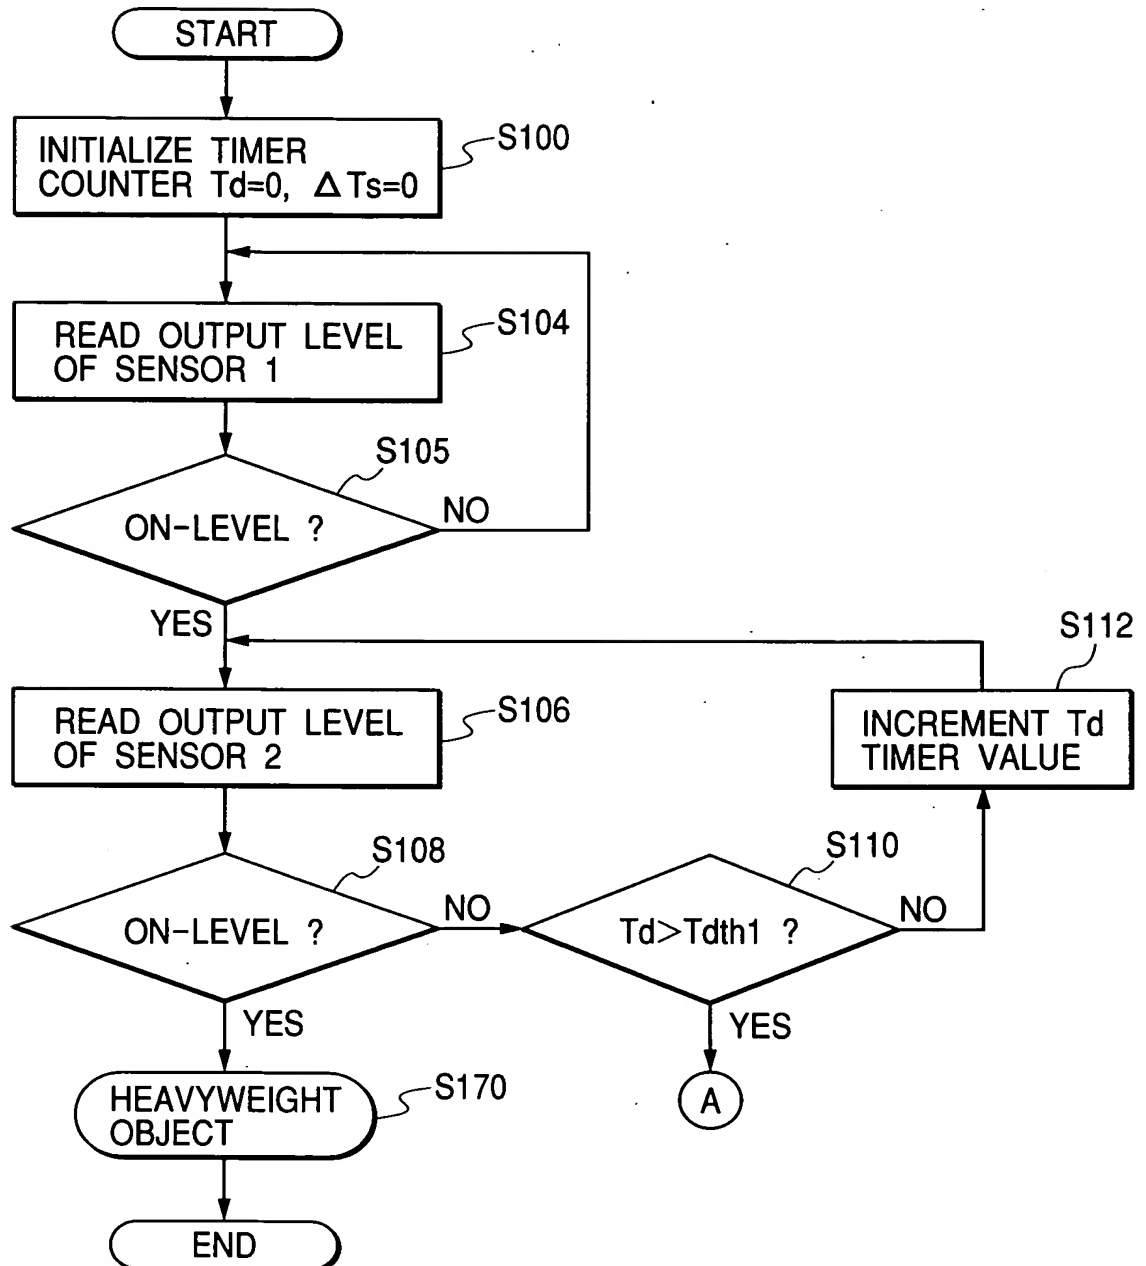 START
S100
INITIALIZE TIMER
COUNTER Td=0, ΔTs=0
S104
READ OUTPUT LEVEL
OF SENSOR 1
S105
ON-LEVEL ?
NO
YES
S112
S106
READ OUTPUT LEVEL
OF SENSOR 2
INCREMENT Td
TIMER VALUE
S108
S110
ON-LEVEL ?
NO
Td>Tdth1 ?
NO
YES
YES
S170
HEAVYWEIGHT
OBJECT
A
END